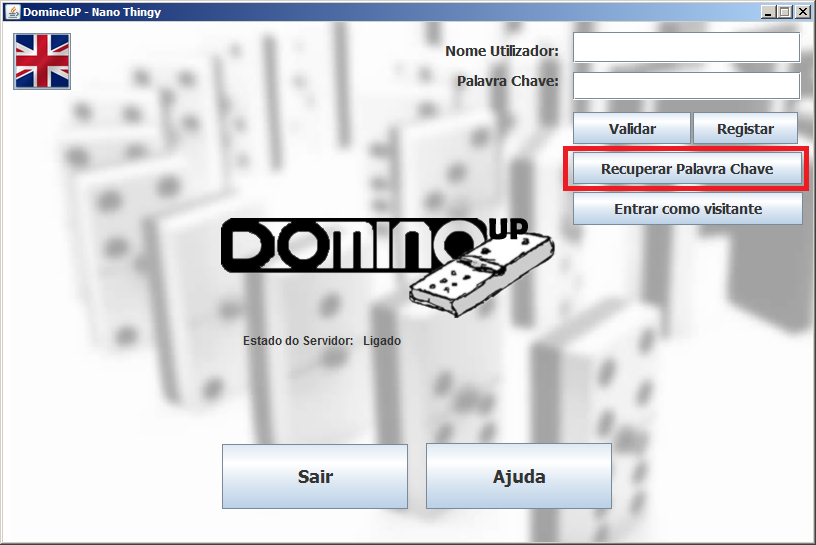 DomineUP - Nano Thingy
Nome Utilizador:
Palavra Chave:
Validar
Registar
Recuperar Palavra Chave
Entrar como visitante
DOMINO UP
Estado do Servidor: Ligado
Sair
Ajuda